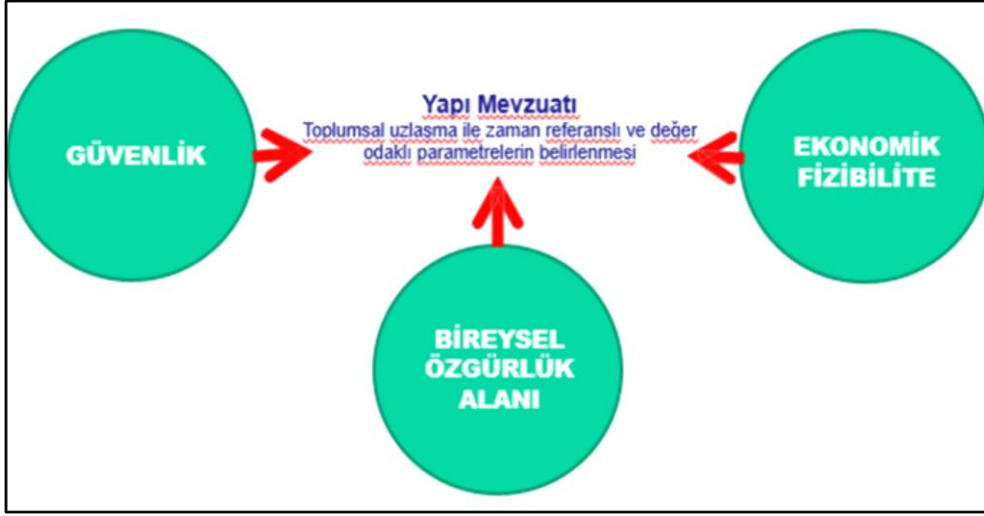 Yapı Mevzuatı
Toplumsal uzlaşma ile zaman referanslı ve değer
odaklı parametrelerin belirlenmesi
GÜVENLİK
EKONOMİK
FİZİBİLİTE
BİREYSEL
ÖZGÜRLÜK
ALANI